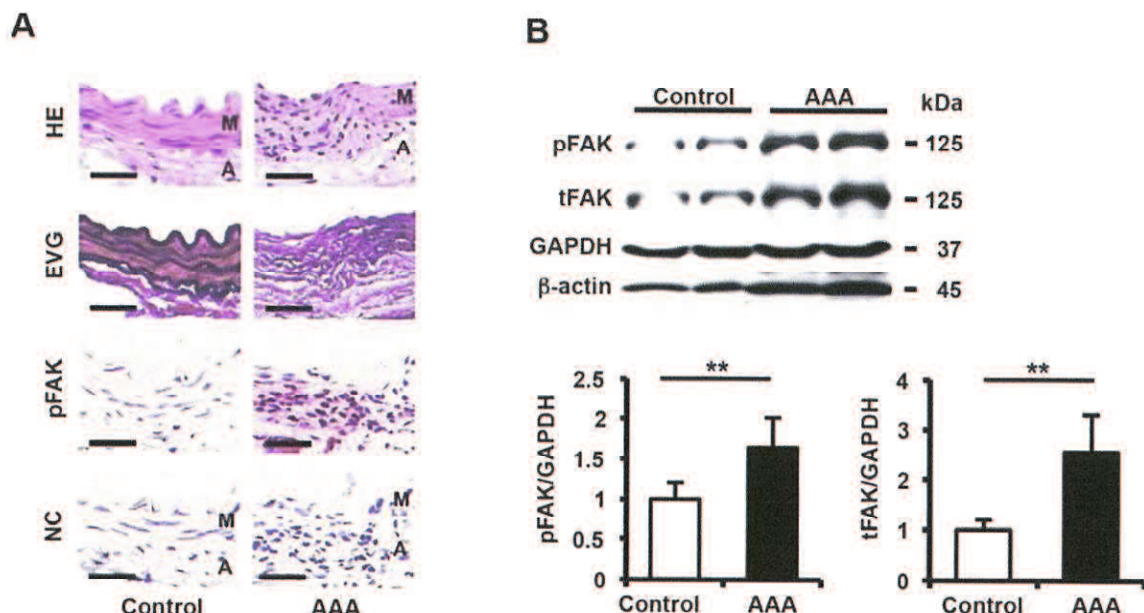 A
HE
M
A
M
A
EVG
pFAK
NC
M
A
M
A
Control AAA
B
Control AAA kDa
pFAK - 125
tFAK - 125
GAPDH - 37
β-actin - 45
pFAK/GAPDH
2.5
2
1.5
1
0.5
0
**
Control AAA
tFAK/GAPDH
4
3
2
1
0
**
Control AAA